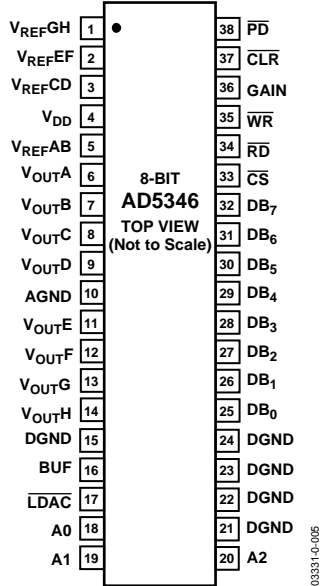 VREFGH 1
VREFEF 2
VREFCD 3
VDD 4
VREFAB 5
VOUTA 6
VOUTB 7
VOUTC 8
VOUTD 9
AGND 10
VOUTE 11
VOUTF 12
VOUTG 13
VOUTH 14
DGND 15
BUF 16
LDAC 17
A0 18
A1 19
8-BIT
AD5346
TOP VIEW
(Not to Scale)
38 PD
37 CLR
36 GAIN
35 WR
34 RD
33 CS
32 DB7
31 DB6
30 DB5
29 DB4
28 DB3
27 DB2
26 DB1
25 DB0
24 DGND
23 DGND
22 DGND
21 DGND
20 A2
03331-0-005